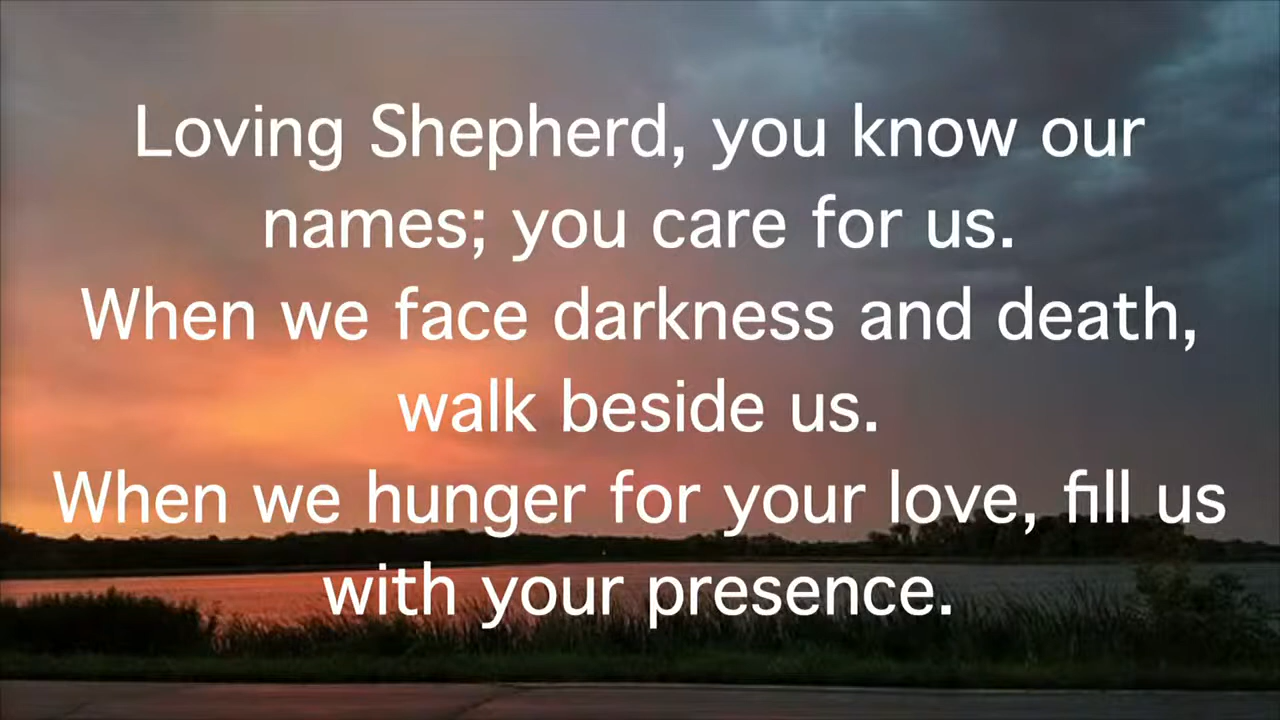 Loving Shepherd, you know our
names; you care for us.
When we face darkness and death,
walk beside us.
When we hunger for your love, fill us
with your presence.